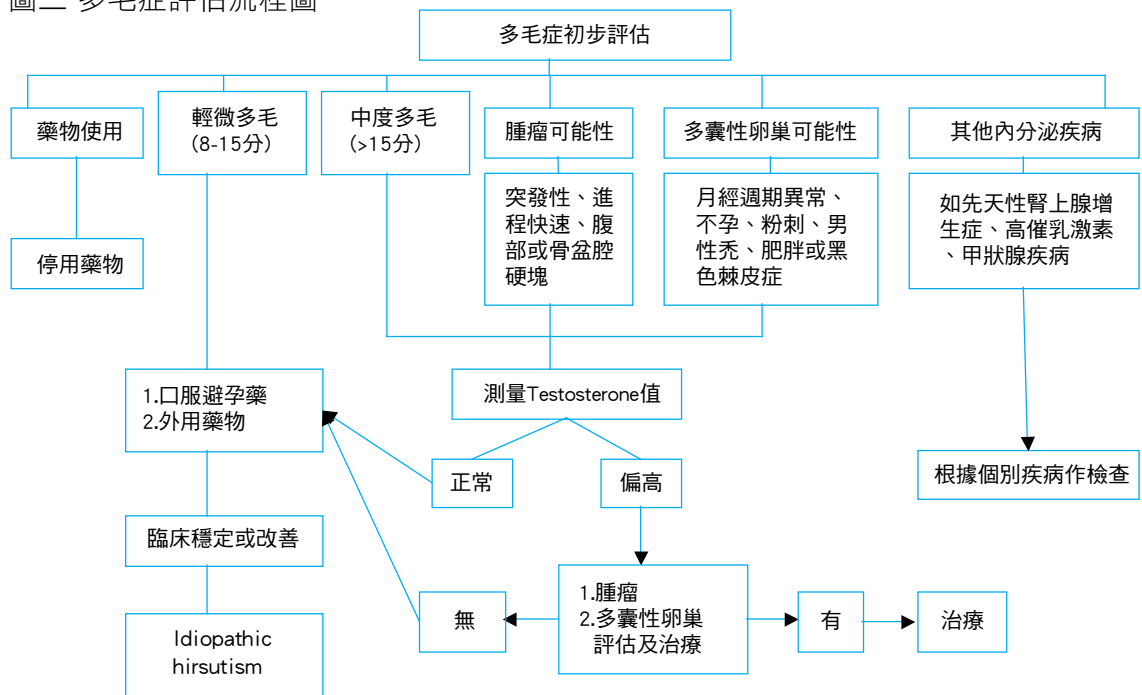 圖二 多毛症評估流程圖
多毛症初步評估
藥物使用
輕微多毛
(8-15分)
中度多毛
(>15分)
腫瘤可能性
多囊性卵巢可能性
其他內分泌疾病
停用藥物
突發性、進
程快速、腹
部或骨盆腔
硬塊
月經週期異常、
不孕、粉刺、男
性禿、肥胖或黑
色棘皮症
如先天性腎上腺增
生症、高催乳激素
、甲狀腺疾病
1.口服避孕藥
2.外用藥物
測量Testosterone值
正常
偏高
根據個別疾病作檢查
臨床穩定或改善
無
1.腫瘤
2.多囊性卵巢
評估及治療
有
治療
Idiopathic
hirsutism